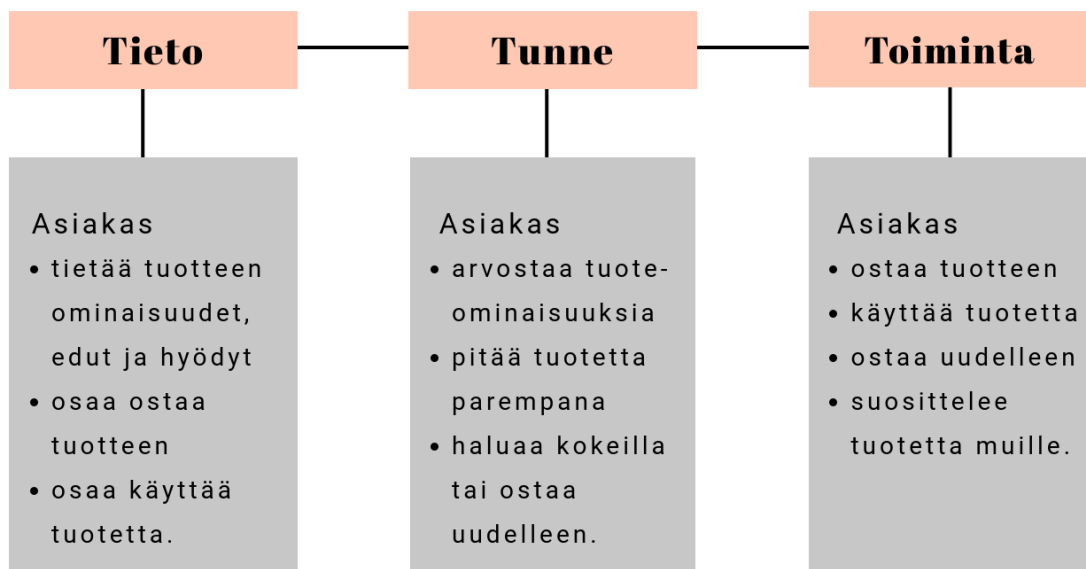 Tieto
Tunne
Toiminta
Asiakas
• tietää tuotteen
ominaisuudet,
edut ja hyödyt
• osaa ostaa
tuotteen
• osaa käyttää
tuotetta.
Asiakas
• arvostaa tuote-
ominaisuuksia
• pitää tuotetta
parempana
• haluaa kokeilla
tai ostaa
uudelleen.
Asiakas
• ostaa tuotteen
• käyttää tuotetta
• ostaa uudelleen
• suosittelee
tuotetta muille.